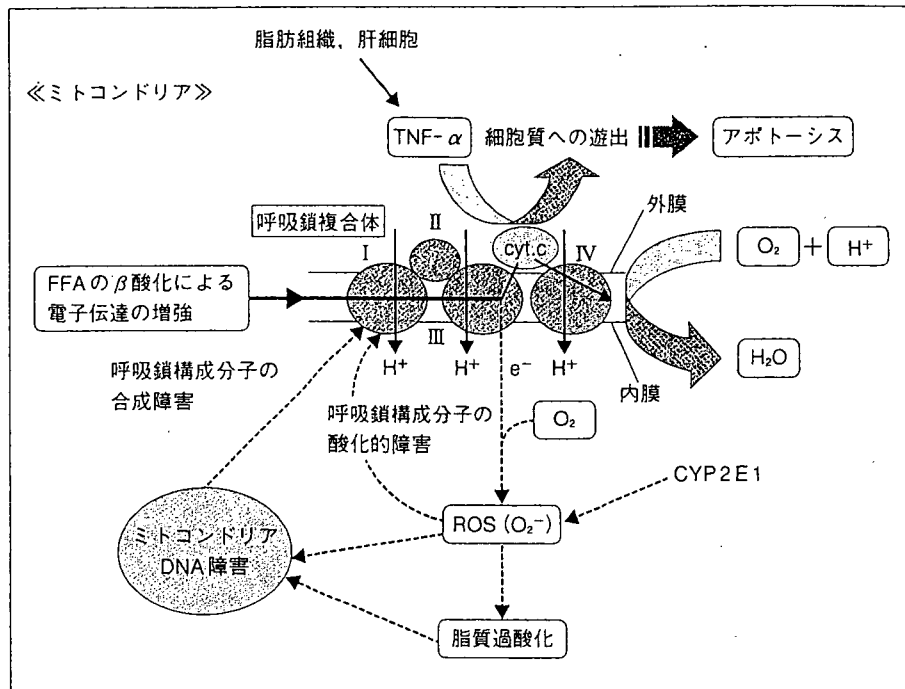 脂肪組織，肝細胞
≪ミトコンドリア≫
TNF-α
細胞質への遊出
アポトーシス
呼吸鎖複合体
I
II
III
cyt.c
IV
外膜
O₂
+
H⁺
FFAのβ酸化による
電子伝達の増強
H⁺
H⁺
e⁻
H⁺
内膜
H₂O
呼吸鎖構成分子の
合成障害
呼吸鎖構成分子の
酸化的障害
O₂
CYP2E1
ROS (O₂⁻)
ミトコンドリア
DNA障害
脂質過酸化